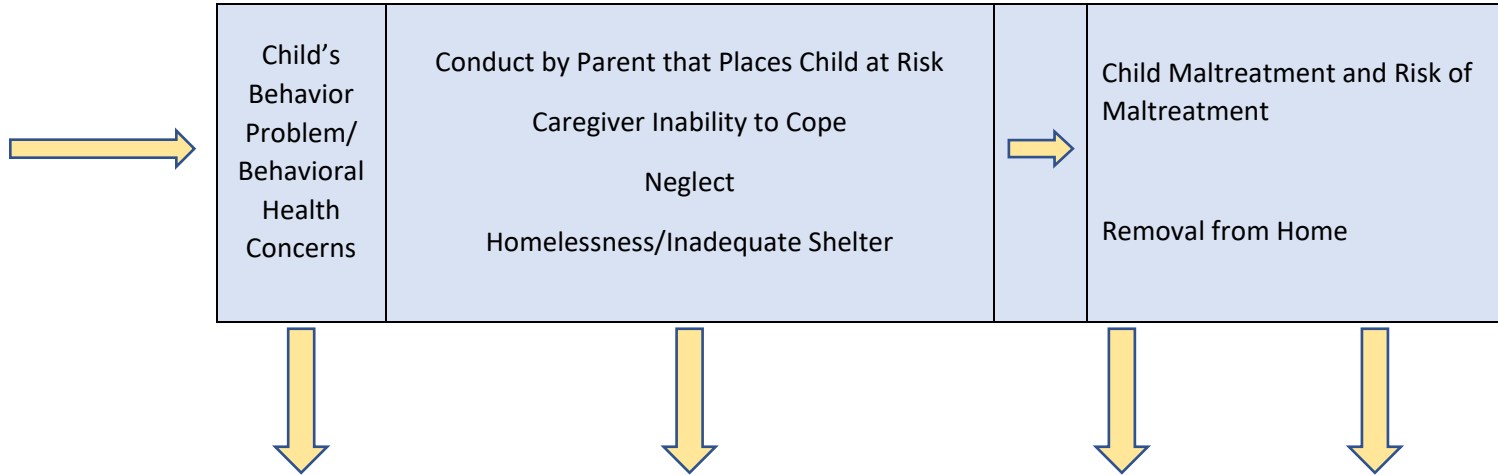 Child’s
Behavior
Problem/
Behavioral
Health
Concerns
Conduct by Parent that Places Child at Risk
Caregiver Inability to Cope
Neglect
Homelessness/Inadequate Shelter
Child Maltreatment and Risk of
Maltreatment
Removal from Home